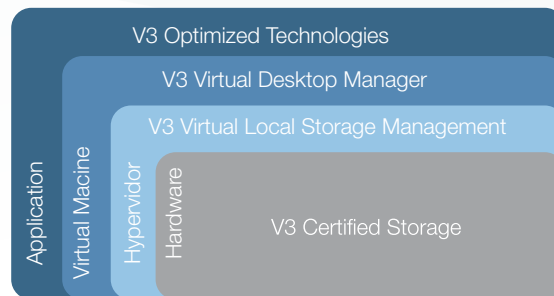 V3 Optimized Technologies
V3 Virtual Desktop Manager
V3 Virtual Local Storage Management
V3 Certified Storage
Application
Virtual Macine
Hypervidor
Hardware